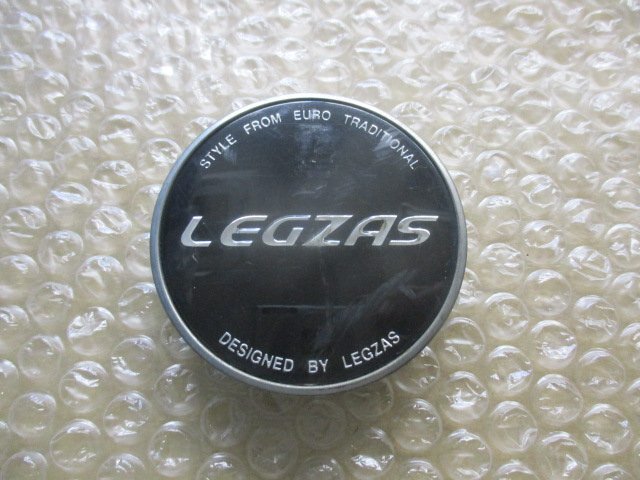 STYLE FROM EURO TRADITIONAL
LEGZAS
DESIGNED BY LEGZAS